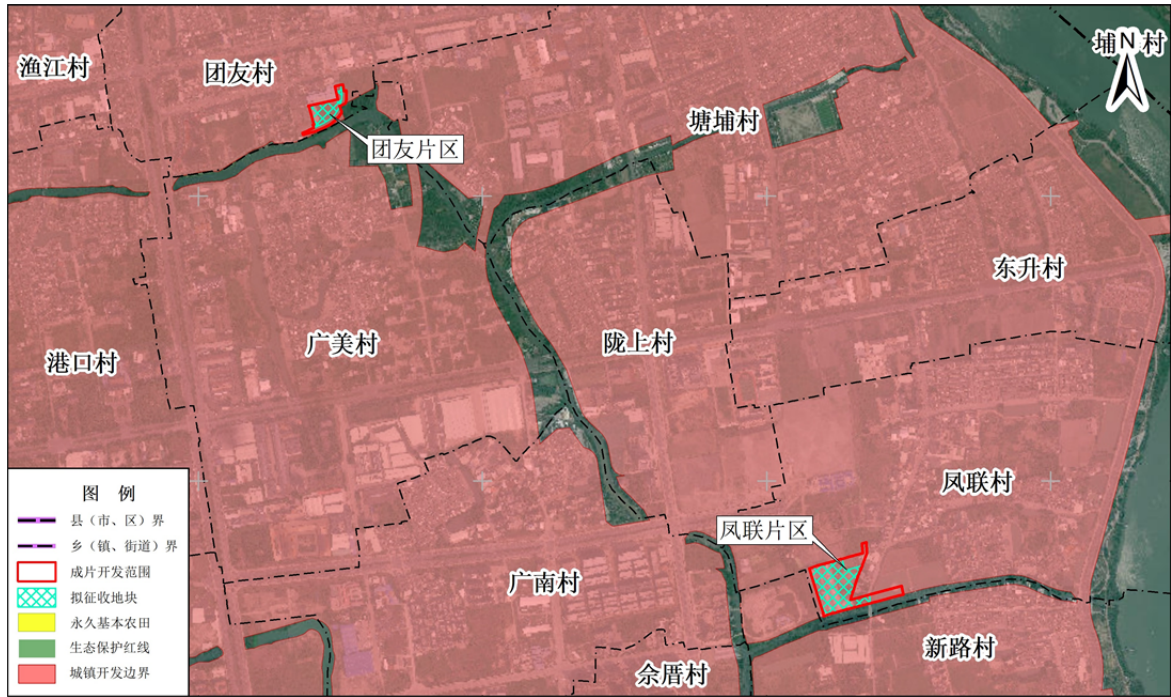 渔江村
团友村
埔 村
N
塘埔村
团友片区
东升村
广美村
陇上村
港口村
凤联村
凤联片区
广南村
新路村
佘厝村
图 例
县（市、区）界
乡（镇、街道）界
成片开发范围
拟征收地块
永久基本农田
生态保护红线
城镇开发边界